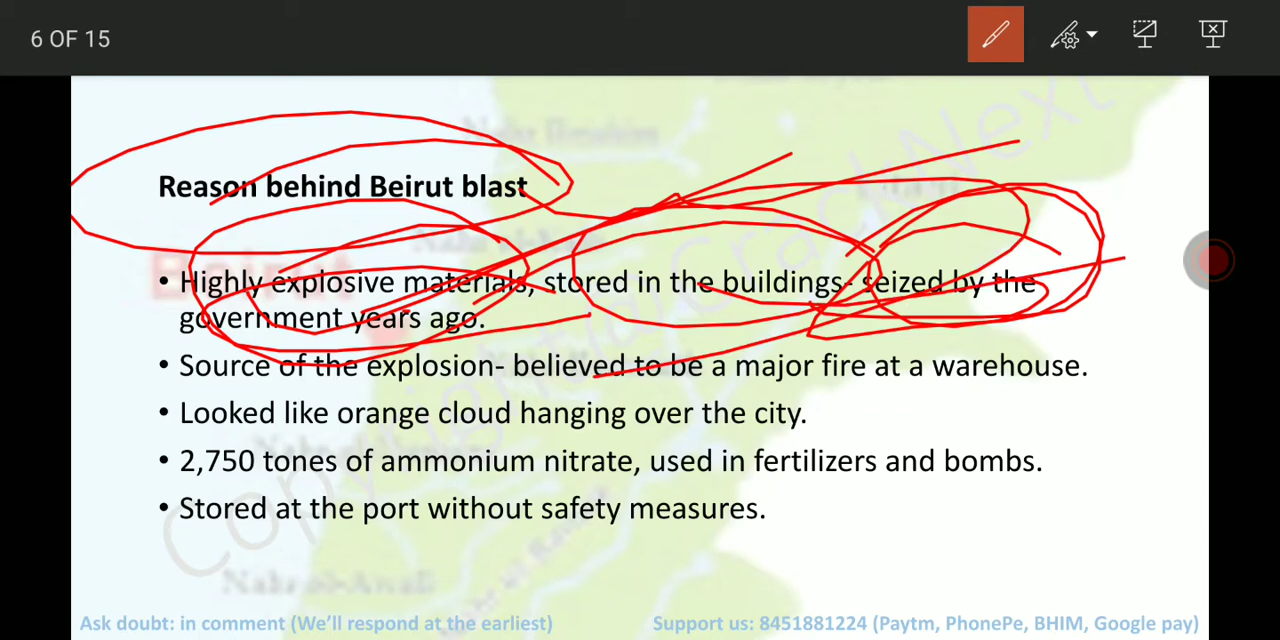 6 OF 15
Reason behind Beirut blast
• Highly explosive materials, stored in the buildings- seized by the
government years ago.
• Source of the explosion- believed to be a major fire at a warehouse.
• Looked like orange cloud hanging over the city.
• 2,750 tones of ammonium nitrate, used in fertilizers and bombs.
• Stored at the port without safety measures.
Beirut
Copyright@CrackNext
Ask doubt: in comment (We'll respond at the earliest)
Support us: 8451881224 (Paytm, PhonePe, BHIM, Google pay)